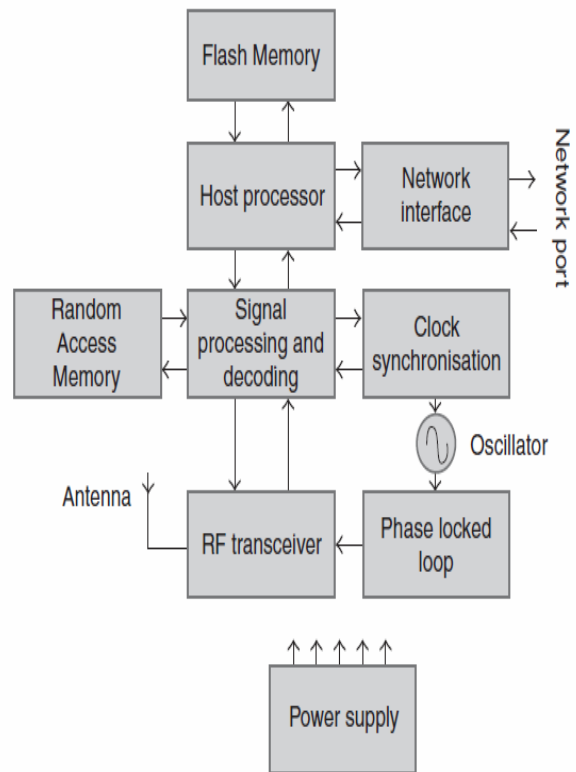 Flash Memory
Host processor
Network
interface
Network port
Random
Access
Memory
Signal
processing and
decoding
Clock
synchronisation
Oscillator
Antenna
RF transceiver
Phase locked
loop
Power supply